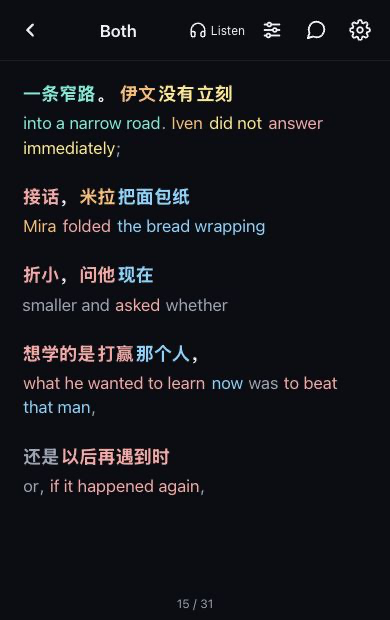 Both
Listen
一条窄路。 伊文没有立刻
into a narrow road. Iven did not answer
immediately;
接话，米拉把面包纸
Mira folded the bread wrapping
折小，问他现在
smaller and asked whether
想学的是打赢那个人，
what he wanted to learn now was to beat
that man,
还是以后再遇到时
or, if it happened again,
15 / 31